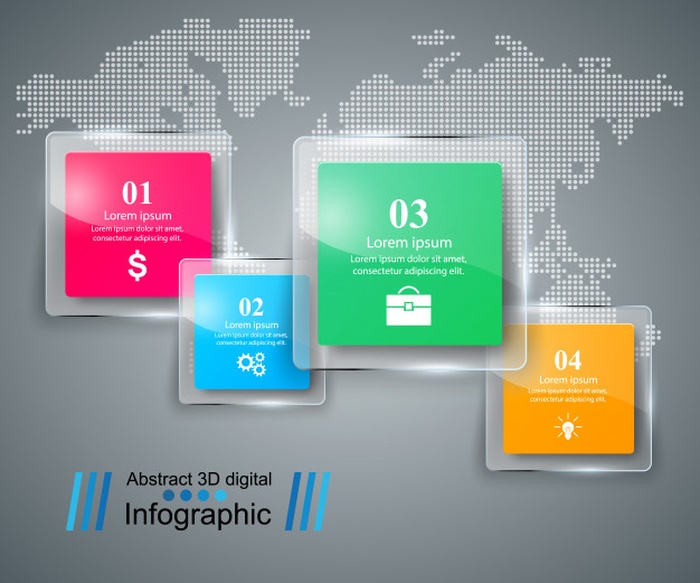 01
Lorem ipsum
Lorem ipsum dolor sit amet,
consectetur adipiscing elit.
$
02
Lorem ipsum
Lorem ipsum dolor sit amet,
consectetur adipiscing elit.
03
Lorem ipsum
Lorem ipsum dolor sit amet,
consectetur adipiscing elit.
04
Lorem ipsum
Lorem ipsum dolor sit amet,
consectetur adipiscing elit.
Abstract 3D digital
Infographic